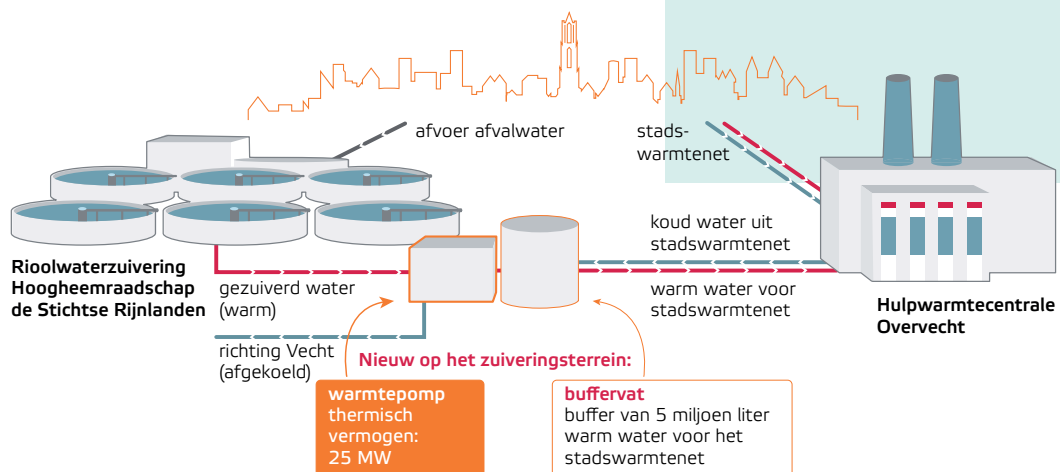 afvoer afvalwater
stads-
warmtenet
koud water uit
stadswarmtenet
warm water voor
stadswarmtenet
Rioolwaterzuivering
Hoogheemraadschap
de Stichtse Rijnlanden
gezuiverd water
(warm)
Hulpwarmtecentrale
Overvecht
richting Vecht
(afgekoeld)
Nieuw op het zuiveringsterrein:
warmtepomp
thermisch
vermogen:
25 MW
buffervat
buffer van 5 miljoen liter
warm water voor het
stadswarmtenet